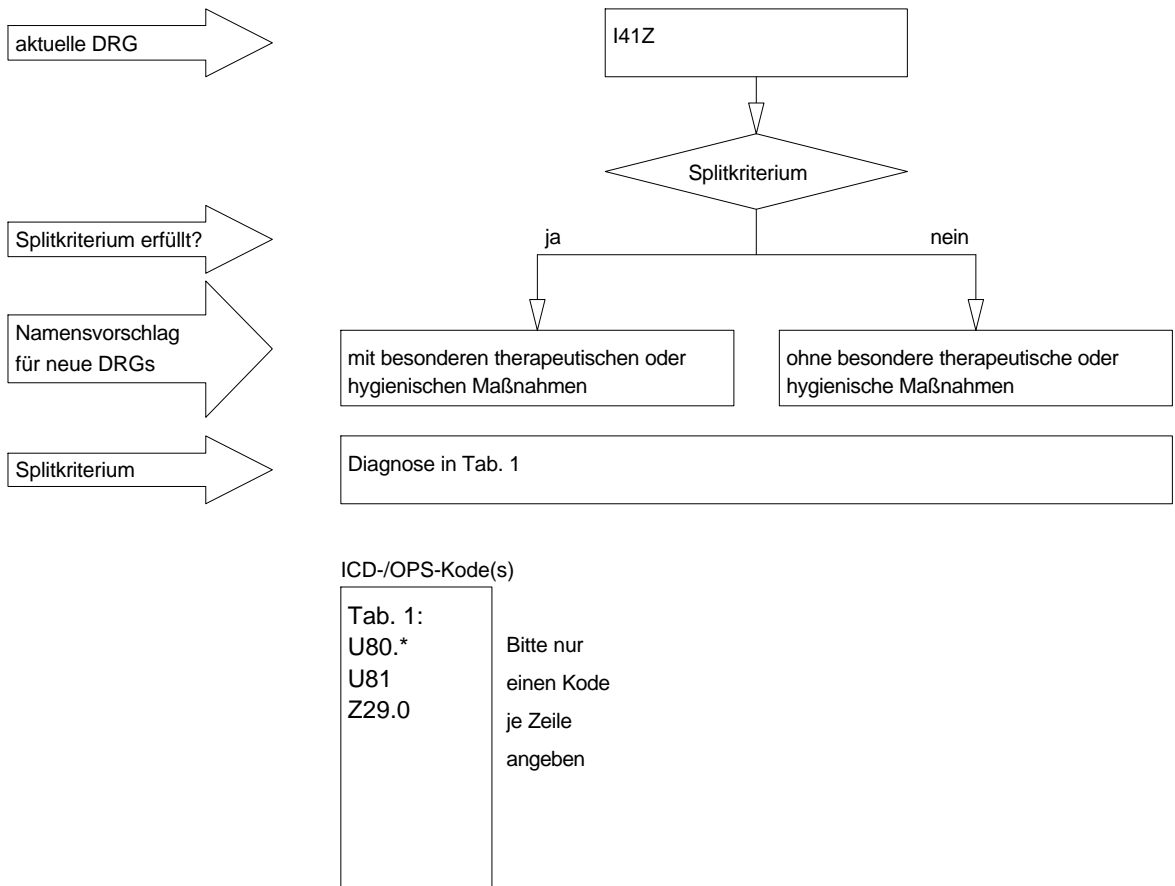 aktuelle DRG
I41Z
Splitkriterium
Splitkriterium erfüllt?
ja
nein
Namensvorschlag
für neue DRGs
mit besonderen therapeutischen oder
hygienischen Maßnahmen
ohne besondere therapeutische oder
hygienische Maßnahmen
Splitkriterium
Diagnose in Tab. 1
ICD-/OPS-Kode(s)
Tab. 1:
U80.*
U81
Z29.0
Bitte nur
einen Kode
je Zeile
angeben